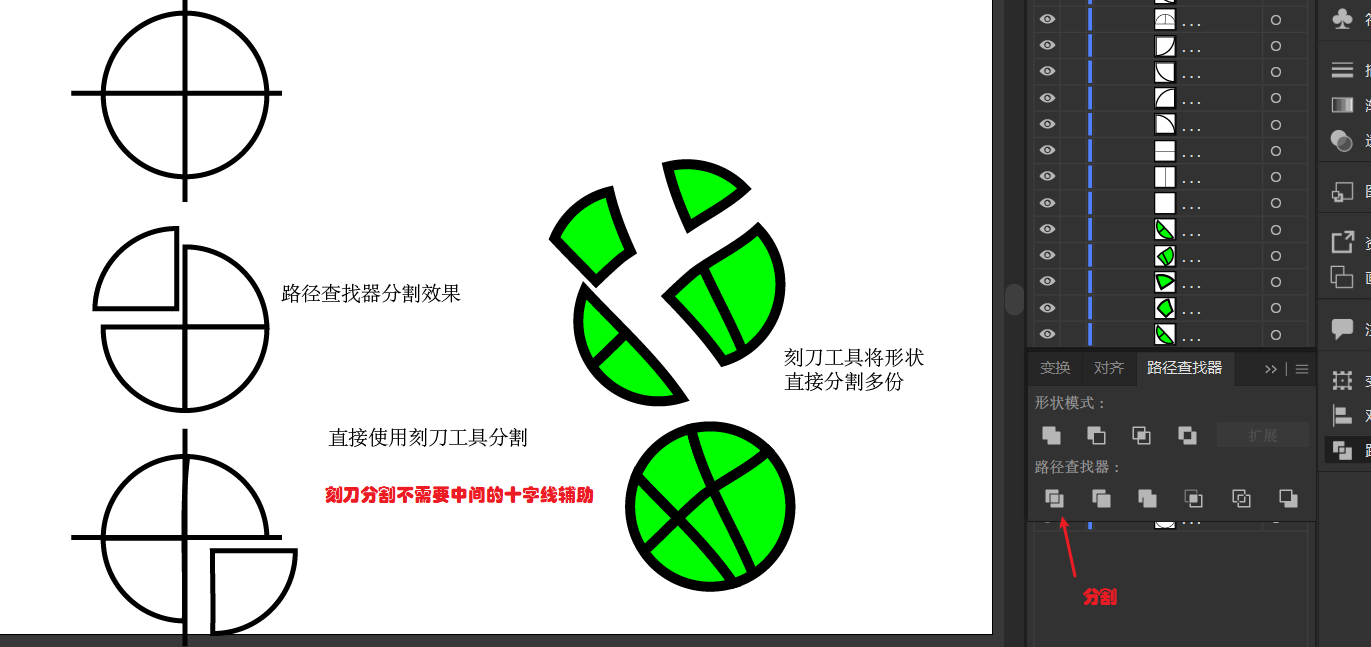 路径查找器分割效果
刻刀工具将形状
直接分割多份
直接使用刻刀工具分割
刻刀分割不需要中间的十字线辅助
...
...
...
...
...
...
...
...
...
...
...
...
...
变换 对齐 路径查找器
形状模式：
扩展
路径查找器：
...
分割